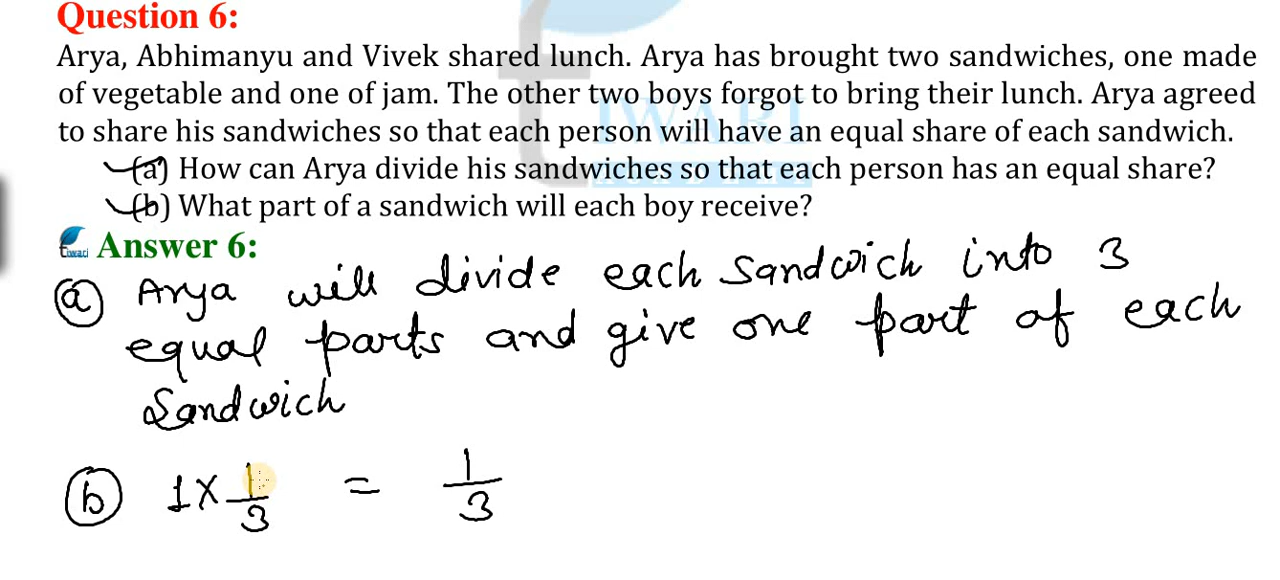 Question 6:
Arya, Abhimanyu and Vivek shared lunch. Arya has brought two sandwiches, one made
of vegetable and one of jam. The other two boys forgot to bring their lunch. Arya agreed
to share his sandwiches so that each person will have an equal share of each sandwich.
(a) How can Arya divide his sandwiches so that each person has an equal share?
(b) What part of a sandwich will each boy receive?
Answer 6:
(a) Arya will divide each sandwich into 3
equal parts and give one part of each
Sandwich
(b) 1 × 1/3 = 1/3